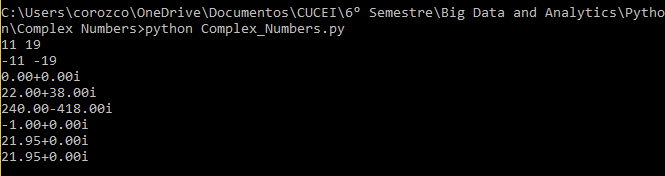 C:\Users\corozco\OneDrive\Documentos\CUCEI\6° Semestre\Big Data and Analytics\Pytho
n\Complex Numbers>python Complex_Numbers.py
11 19
-11 -19
0.00+0.00i
22.00+38.00i
240.00-418.00i
-1.00+0.00i
21.95+0.00i
21.95+0.00i